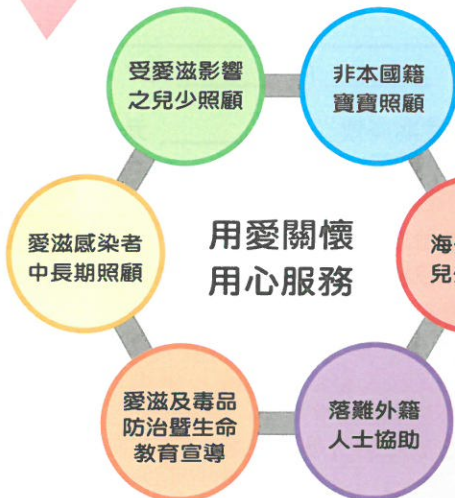 受愛滋影響
之兒少照顧
非本國籍
寶寶照顧
愛滋感染者
中長期照顧
用愛關懷
用心服務
海
兒
愛滋及毒品
防治暨生命
教育宣導
落難外籍
人士協助